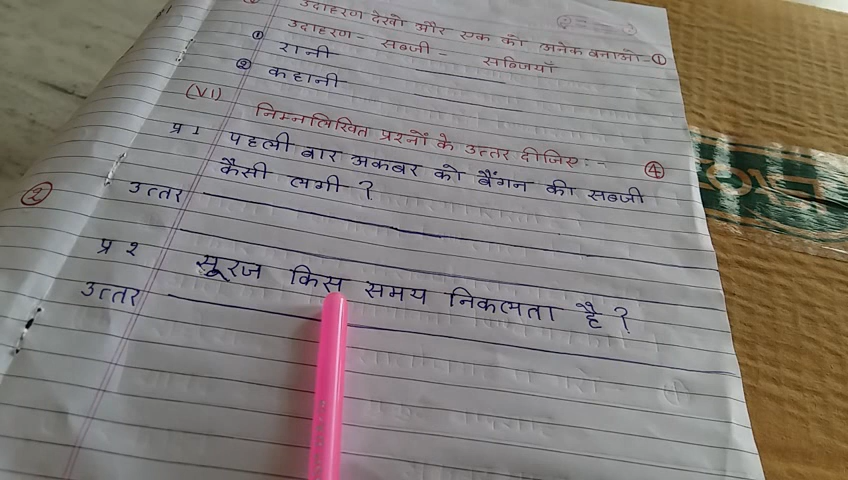 उदाहरण देखो और एक को अनेक बनाओ ①
उदाहरण - सब्जी - सब्जियाँ
① रानी
② कहानी
(VI) निम्नलिखित प्रश्नों के उत्तर दीजिए :- ④
प्र 1 पहली बार अकबर को बैंगन की सब्जी
कैसी लगी ?
② उत्तर
प्र २ सूरज किस समय निकलता है ?
उत्तर